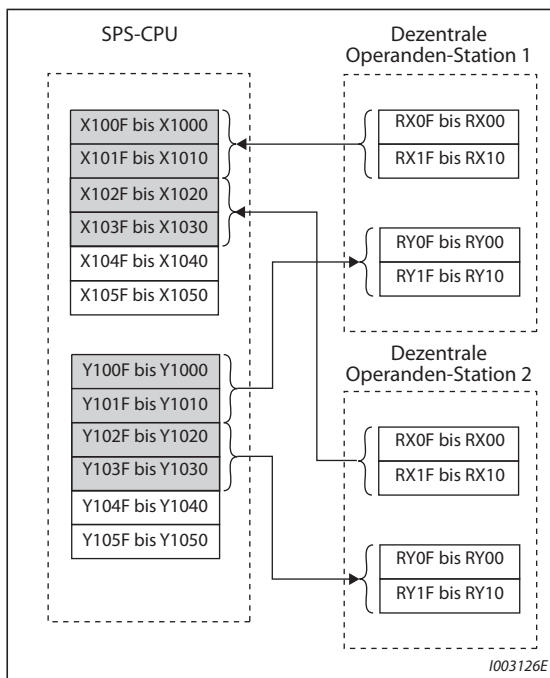 SPS-CPU
X100F bis X1000
X101F bis X1010
X102F bis X1020
X103F bis X1030
X104F bis X1040
X105F bis X1050
Y100F bis Y1000
Y101F bis Y1010
Y102F bis Y1020
Y103F bis Y1030
Y104F bis Y1040
Y105F bis Y1050
Dezentrale
Operanden-Station 1
RX0F bis RX00
RX1F bis RX10
RY0F bis RY00
RY1F bis RY10
Dezentrale
Operanden-Station 2
RX0F bis RX00
RX1F bis RX10
RY0F bis RY00
RY1F bis RY10
I003126E